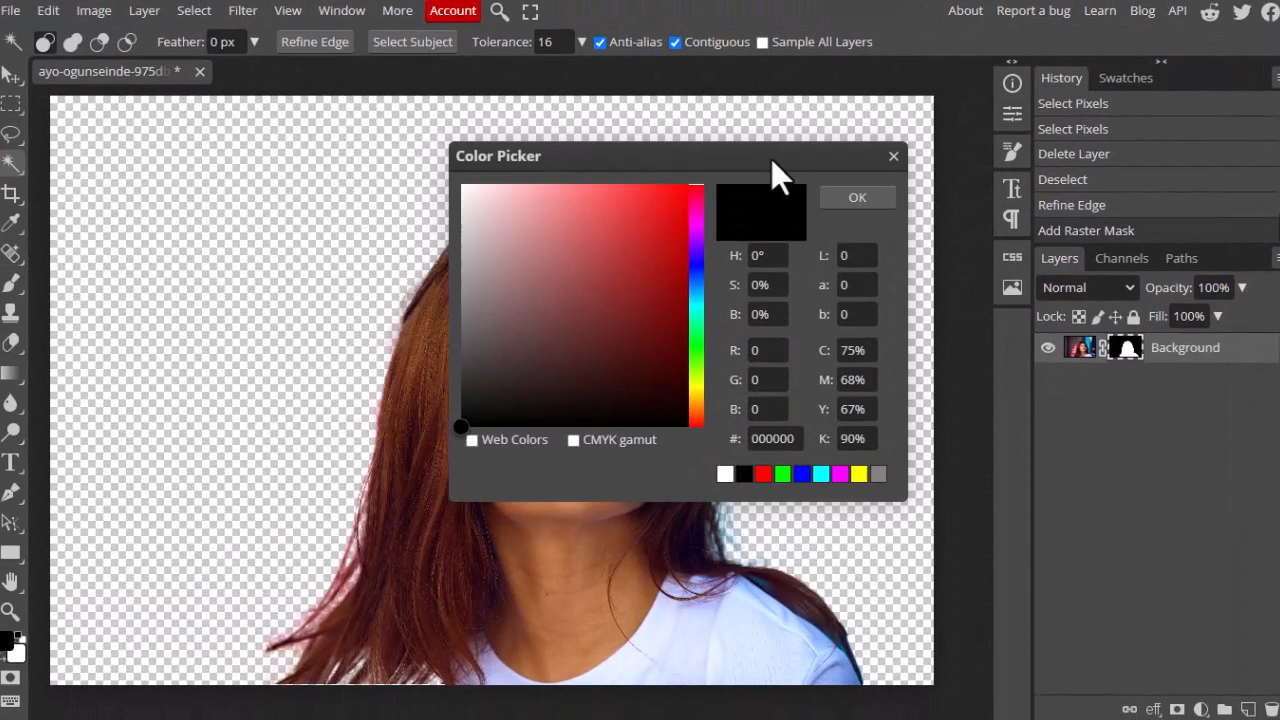 File Edit Image Layer Select Filter View Window More Account About Report a bug Learn Blog API
Feather: 0 px Refine Edge Select Subject Tolerance: 16 Anti-alias Contiguous Sample All Layers
ayo-ogunseinde-975db *
History Swatches
Select Pixels
Select Pixels
Delete Layer
Deselect
Refine Edge
Add Raster Mask
CSS
Layers Channels Paths
Normal Opacity: 100%
Lock: Fill: 100%
Background
eff
Color Picker
OK
H: 0° L: 0
S: 0% a: 0
B: 0% b: 0
R: 0 C: 75%
G: 0 M: 68%
B: 0 Y: 67%
#: 000000 K: 90%
Web Colors CMYK gamut